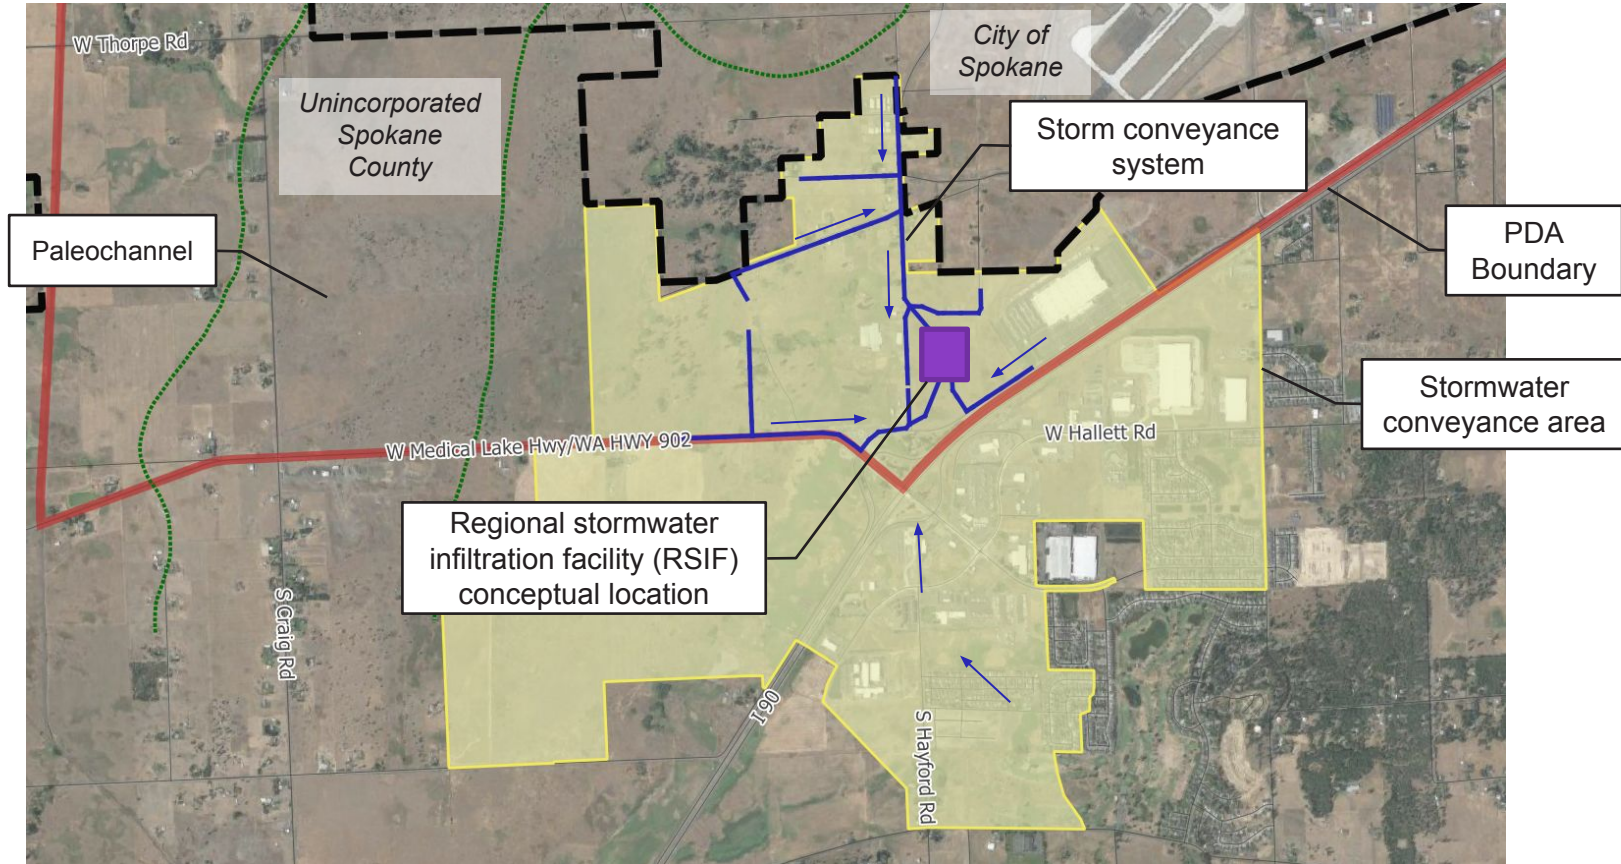 W Thorpe Rd
City of
Spokane
Unincorporated
Spokane
County
Storm conveyance
system
Paleochannel
PDA
Boundary
Stormwater
conveyance area
W Hallett Rd
W Medical Lake Hwy/WA HWY 902
Regional stormwater
infiltration facility (RSIF)
conceptual location
S Craig Rd
I 90
S Hayford Rd